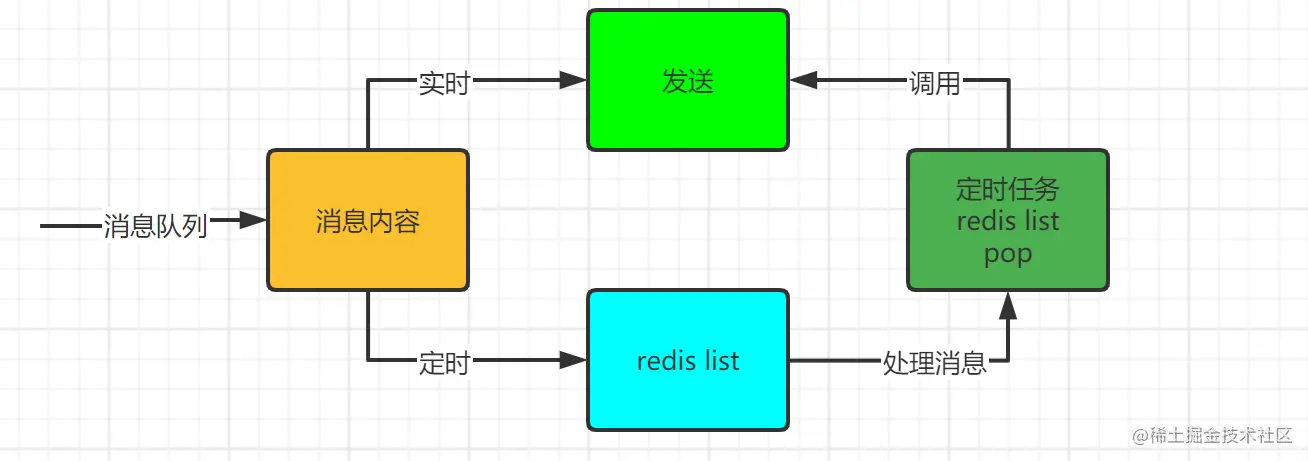 发送
实时
调用
消息队列
消息内容
定时任务
redis list
pop
定时
redis list
处理消息
@稀土掘金技术社区